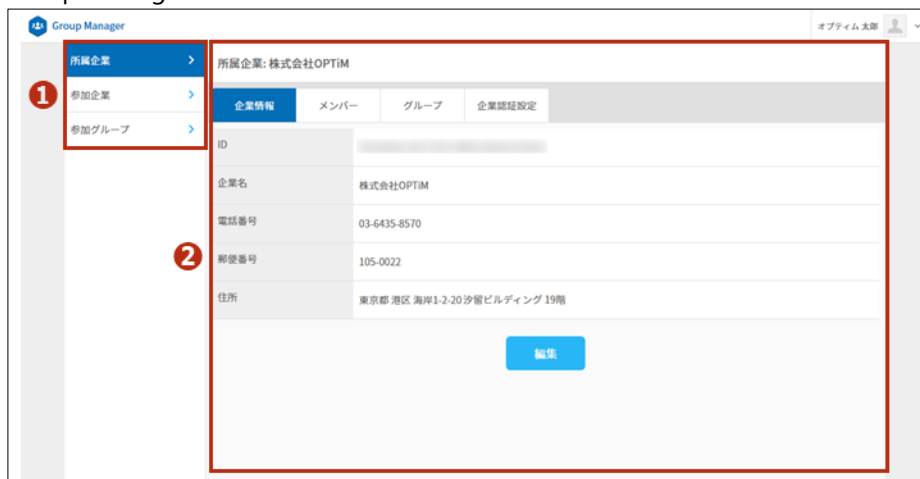 Group Manager
オプティム 太郎
所属企業
参加企業
参加グループ
1
所属企業: 株式会社OPTiM
企業情報 メンバー グループ 企業認証設定
ID
企業名 株式会社OPTiM
電話番号 03-6435-8570
2
郵便番号 105-0022
住所 東京都 港区 海岸1-2-20 汐留ビルディング 19階
編集